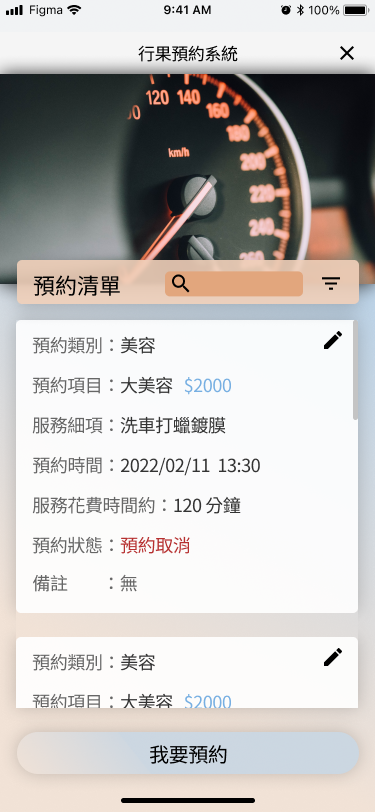 Figma 9:41 AM 100%
行果預約系統
120 140
160
180
km/h
200
220
240
預約清單
預約類別：美容
預約項目：大美容 $2000
服務細項：洗車打蠟鍍膜
預約時間：2022/02/11 13:30
服務花費時間約：120 分鐘
預約狀態：預約取消
備註 ：無
預約類別：美容
預約項目：大美容 $2000
我要預約